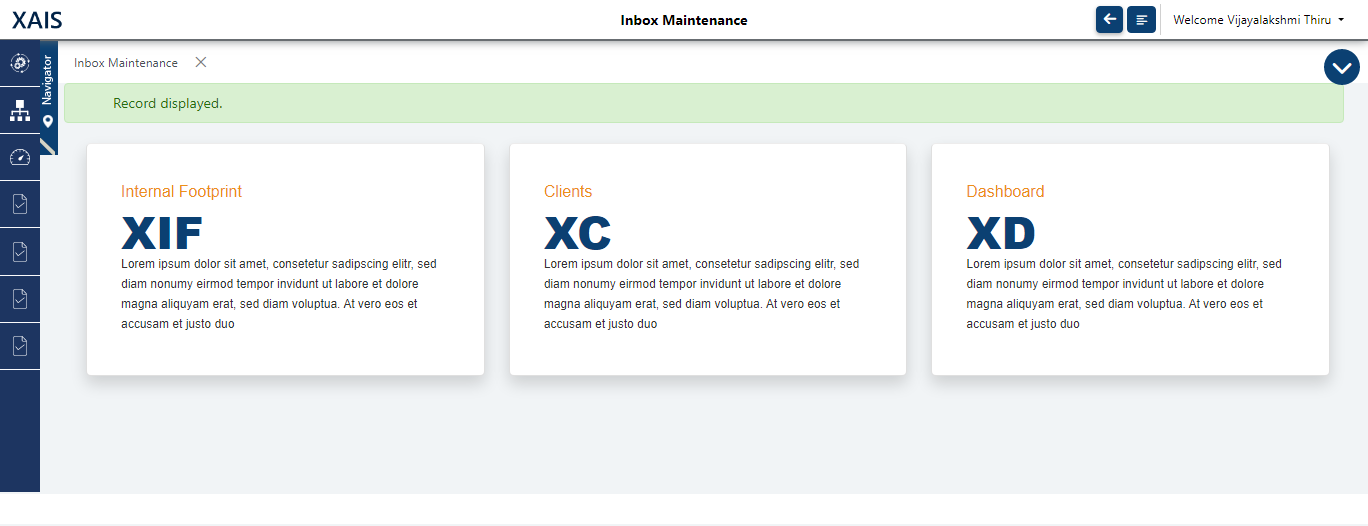 XAIS
Inbox Maintenance
Welcome Vijayalakshmi Thiru
Navigator
Inbox Maintenance
Record displayed.
Internal Footprint
XIF
Lorem ipsum dolor sit amet, consetetur sadipscing elitr, sed
diam nonumy eirmod tempor invidunt ut labore et dolore
magna aliquyam erat, sed diam voluptua. At vero eos et
accusam et justo duo
Clients
XC
Lorem ipsum dolor sit amet, consetetur sadipscing elitr, sed
diam nonumy eirmod tempor invidunt ut labore et dolore
magna aliquyam erat, sed diam voluptua. At vero eos et
accusam et justo duo
Dashboard
XD
Lorem ipsum dolor sit amet, consetetur sadipscing elitr, sed
diam nonumy eirmod tempor invidunt ut labore et dolore
magna aliquyam erat, sed diam voluptua. At vero eos et
accusam et justo duo